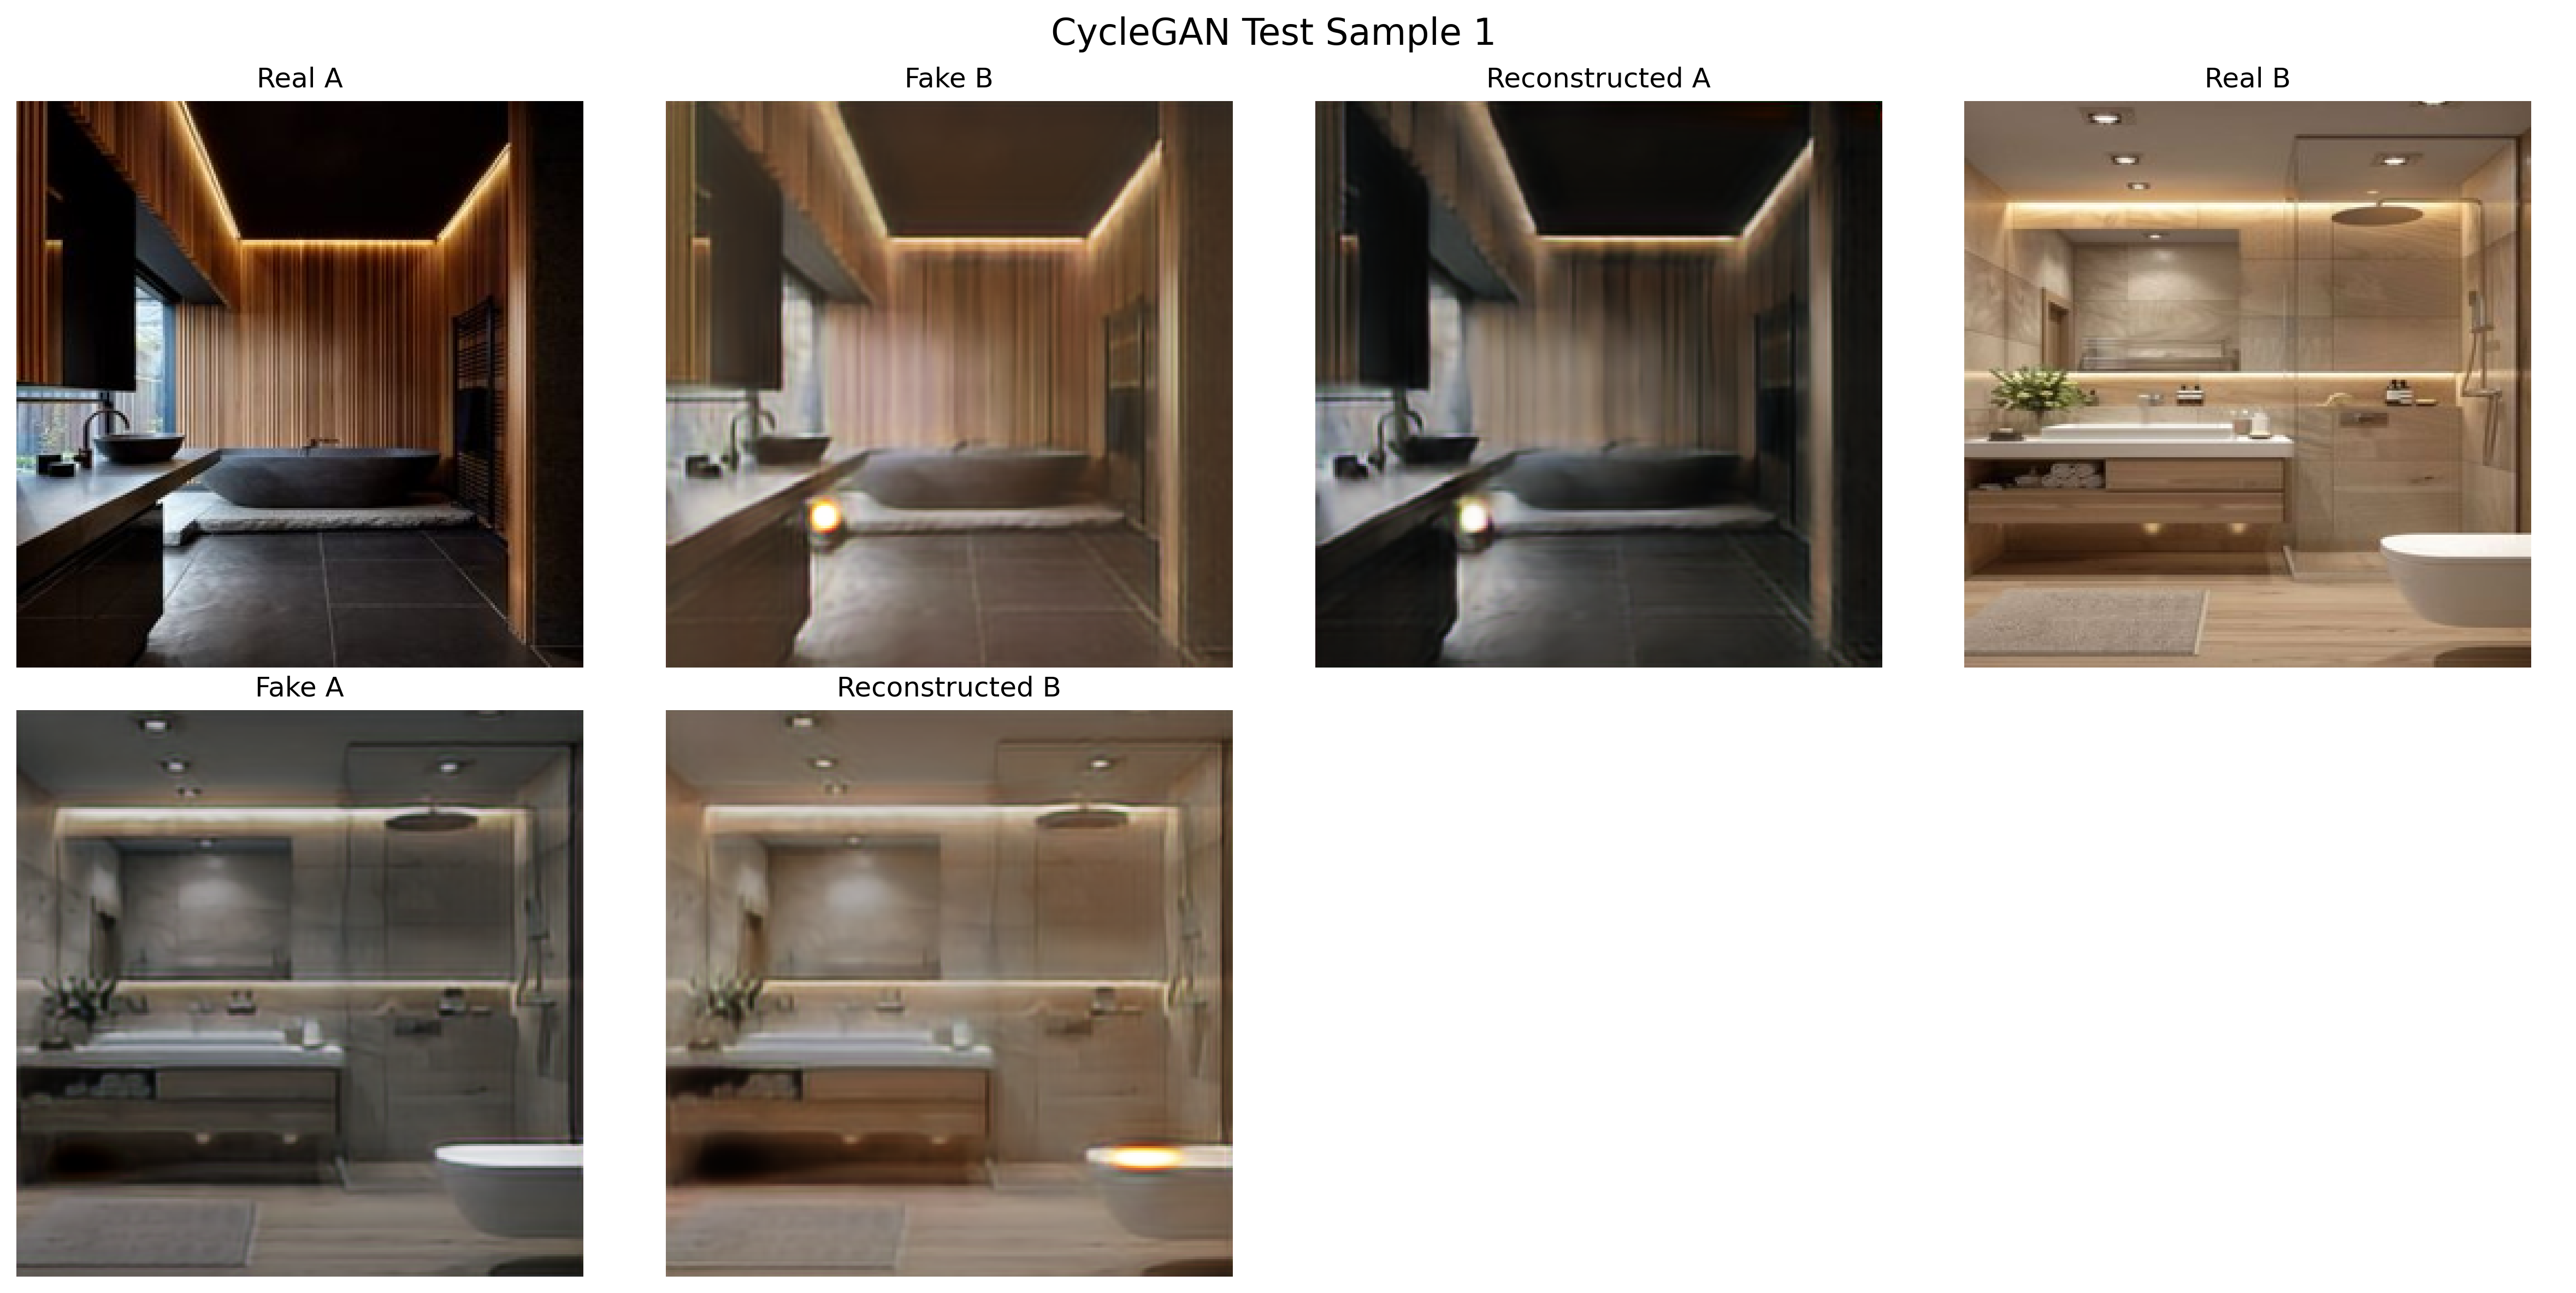 CycleGAN Test Sample 1
Real A
Fake B
Reconstructed A
Real B
Fake A
Reconstructed B